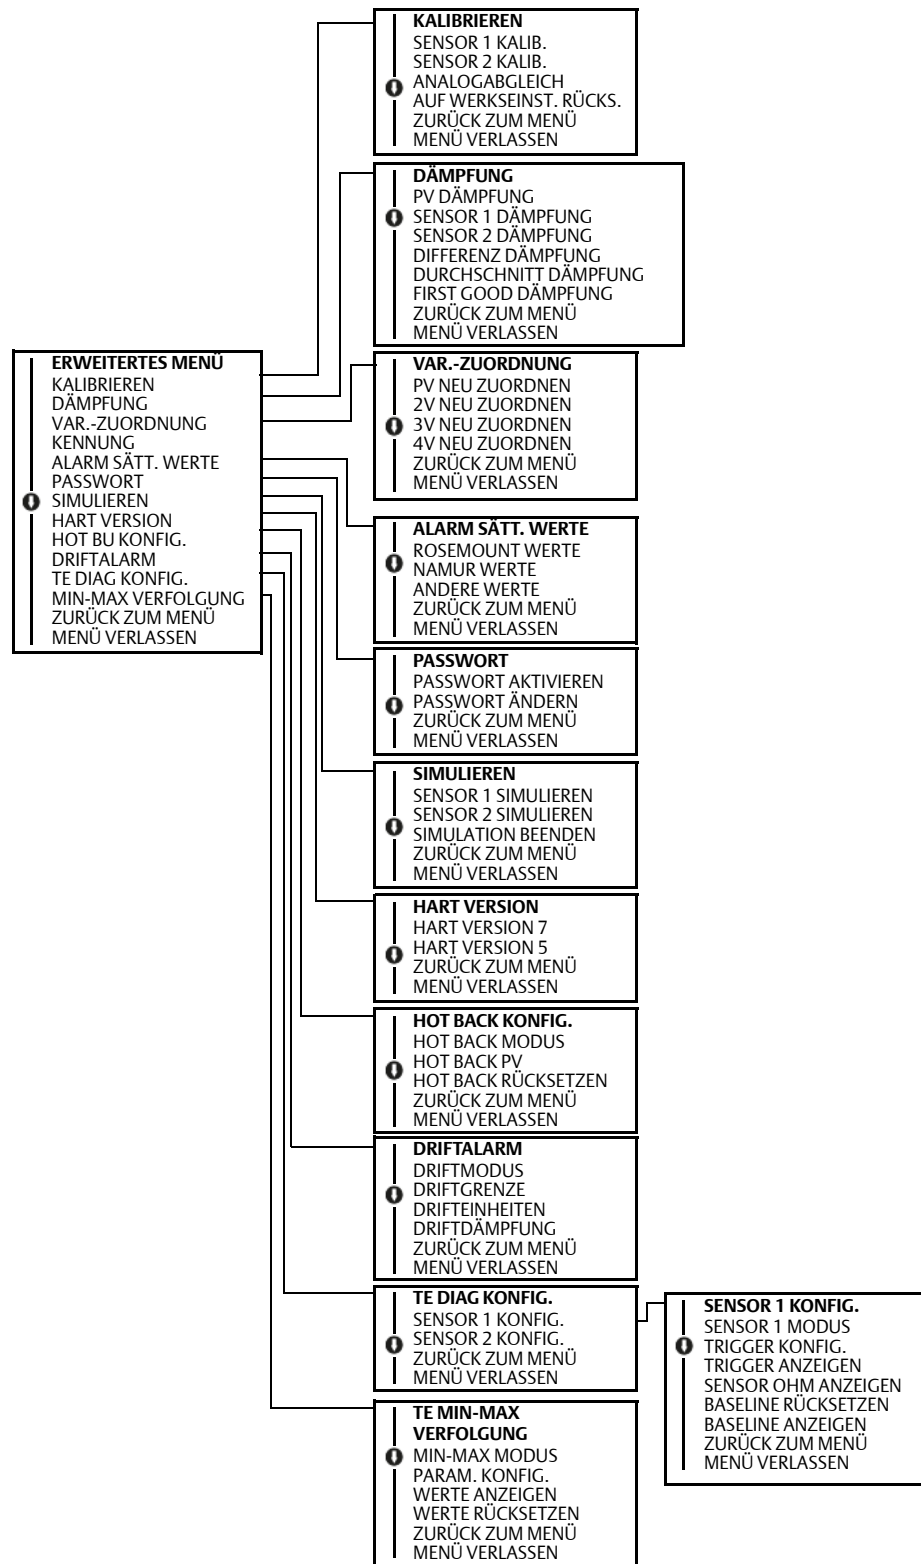 ERWEITERTES MENÜ
KALIBRIEREN
DÄMPFUNG
VAR.-ZUORDNUNG
KENNUNG
ALARM SÄTT. WERTE
PASSWORT
SIMULIEREN
HART VERSION
HOT BU KONFIG.
DRIFTALARM
TE DIAG KONFIG.
MIN-MAX VERFOLGUNG
ZURÜCK ZUM MENÜ
MENÜ VERLASSEN
KALIBRIEREN
SENSOR 1 KALIB.
SENSOR 2 KALIB.
ANALOGABGLEICH
AUF WERKSEINST. RÜCKS.
ZURÜCK ZUM MENÜ
MENÜ VERLASSEN
DÄMPFUNG
PV DÄMPFUNG
SENSOR 1 DÄMPFUNG
SENSOR 2 DÄMPFUNG
DIFFERENZ DÄMPFUNG
DURCHSCHNITT DÄMPFUNG
FIRST GOOD DÄMPFUNG
ZURÜCK ZUM MENÜ
MENÜ VERLASSEN
VAR.-ZUORDNUNG
PV NEU ZUORDNEN
2V NEU ZUORDNEN
3V NEU ZUORDNEN
4V NEU ZUORDNEN
ZURÜCK ZUM MENÜ
MENÜ VERLASSEN
ALARM SÄTT. WERTE
ROSEMOUNT WERTE
NAMUR WERTE
ANDERE WERTE
ZURÜCK ZUM MENÜ
MENÜ VERLASSEN
PASSWORT
PASSWORT AKTIVIEREN
PASSWORT ÄNDERN
ZURÜCK ZUM MENÜ
MENÜ VERLASSEN
SIMULIEREN
SENSOR 1 SIMULIEREN
SENSOR 2 SIMULIEREN
SIMULATION BEENDEN
ZURÜCK ZUM MENÜ
MENÜ VERLASSEN
HART VERSION
HART VERSION 7
HART VERSION 5
ZURÜCK ZUM MENÜ
MENÜ VERLASSEN
HOT BACK KONFIG.
HOT BACK MODUS
HOT BACK PV
HOT BACK RÜCKSETZEN
ZURÜCK ZUM MENÜ
MENÜ VERLASSEN
DRIFTALARM
DRIFTMODUS
DRIFTGRENZE
DRIFTEINHEITEN
DRIFTDÄMPFUNG
ZURÜCK ZUM MENÜ
MENÜ VERLASSEN
TE DIAG KONFIG.
SENSOR 1 KONFIG.
SENSOR 2 KONFIG.
ZURÜCK ZUM MENÜ
MENÜ VERLASSEN
SENSOR 1 KONFIG.
SENSOR 1 MODUS
TRIGGER KONFIG.
TRIGGER ANZEIGEN
SENSOR OHM ANZEIGEN
BASELINE RÜCKSETZEN
BASELINE ANZEIGEN
ZURÜCK ZUM MENÜ
MENÜ VERLASSEN
TE MIN-MAX
VERFOLGUNG
MIN-MAX MODUS
PARAM. KONFIG.
WERTE ANZEIGEN
WERTE RÜCKSETZEN
ZURÜCK ZUM MENÜ
MENÜ VERLASSEN